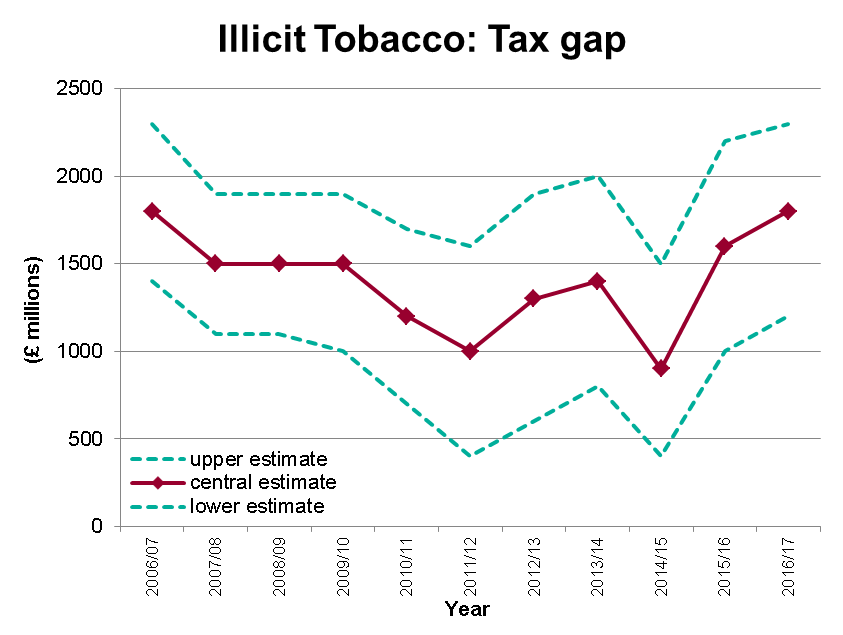 Illicit Tobacco: Tax gap
2500
2000
1500
1000
500
0
(£ millions)
upper estimate
central estimate
lower estimate
2006/07
2007/08
2008/09
2009/10
2010/11
2011/12
2012/13
2013/14
2014/15
2015/16
2016/17
Year